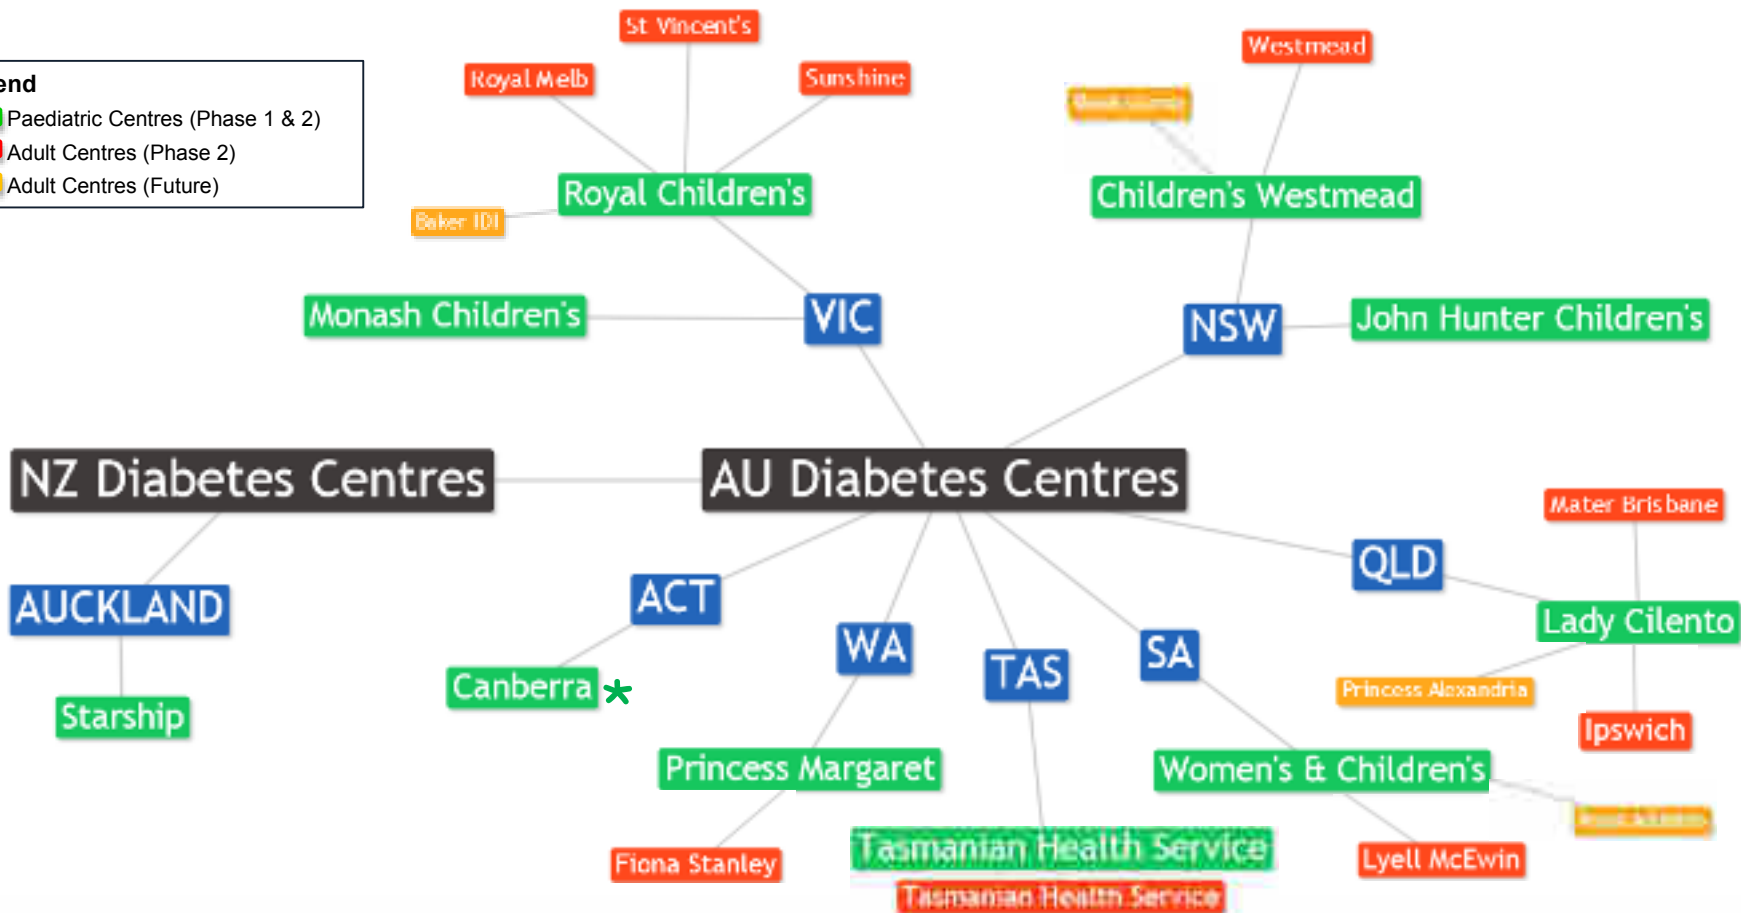 St Vincent's
Westmead
Royal Melb
Sunshine
end
Paediatric Centres (Phase 1 & 2)
Adult Centres (Phase 2)
Adult Centres (Future)
Royal Children's
Children's Westmead
Baker IDI
Monash Children's
VIC
NSW
John Hunter Children's
NZ Diabetes Centres
AU Diabetes Centres
Mater Brisbane
QLD
ACT
AUCKLAND
Lady Cilento
WA
SA
TAS
Canberra *
Princess Alexandria
Starship
Ipswich
Princess Margaret
Women's & Children's
Tasmanian Health Service
Fiona Stanley
Lyell McEwin
Tasmanian Health Service